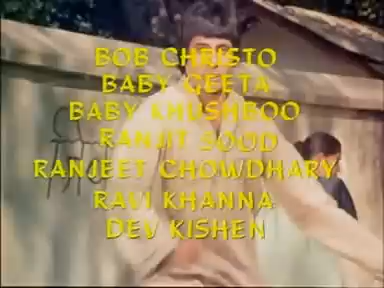 BOB CHRISTO
BABY GEETA
BABY KHUSHBOO
RANJIT SOOD
RANJEET CHOWDHARY
RAVI KHANNA
DEV KISHEN